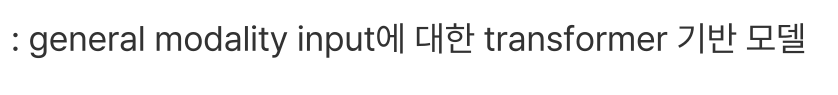 : general modality input에 대한 transformer 기반 모델